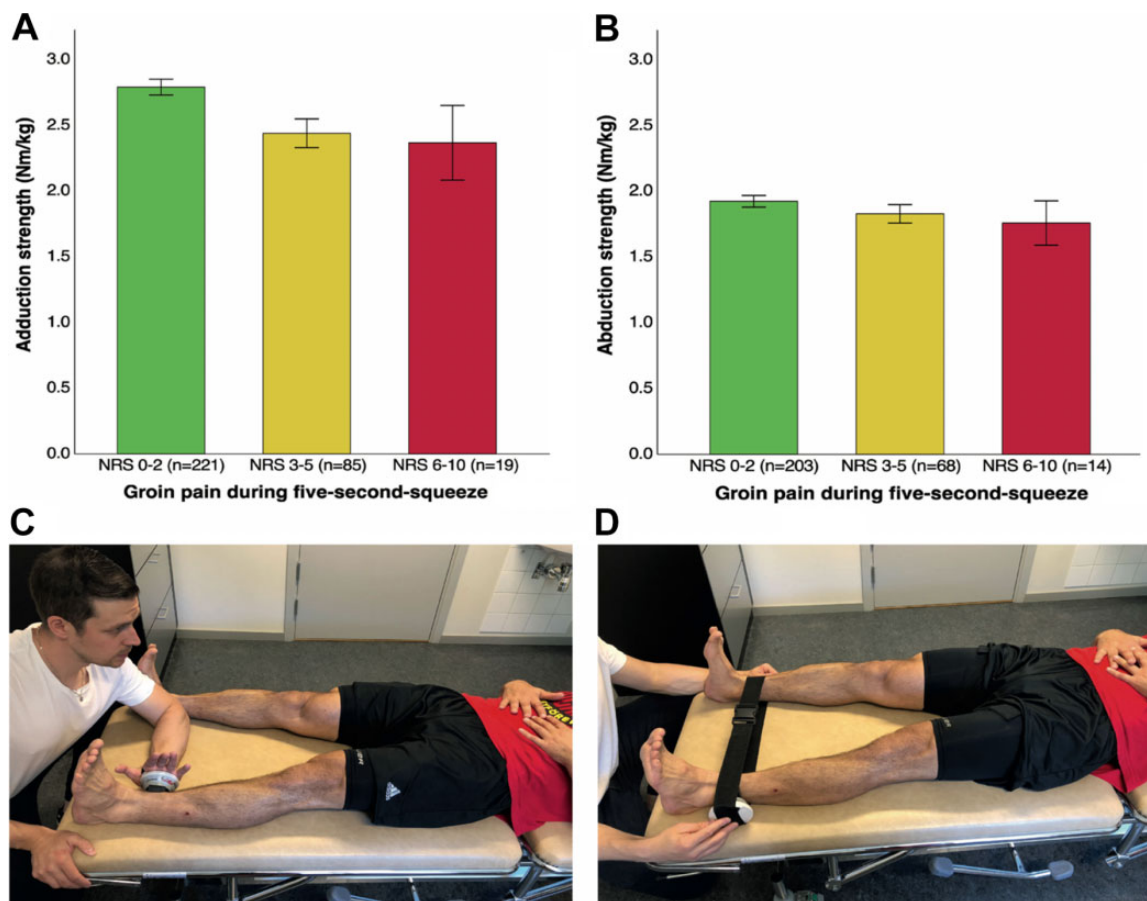 A
Adduction strength (Nm/kg)
3.0
2.5
2.0
1.5
1.0
0.5
0.0
NRS 0-2 (n=221) NRS 3-5 (n=85) NRS 6-10 (n=19)
Groin pain during five-second-squeeze
B
Abduction strength (Nm/kg)
3.0
2.5
2.0
1.5
1.0
0.5
0.0
NRS 0-2 (n=203) NRS 3-5 (n=68) NRS 6-10 (n=14)
Groin pain during five-second-squeeze
C
D